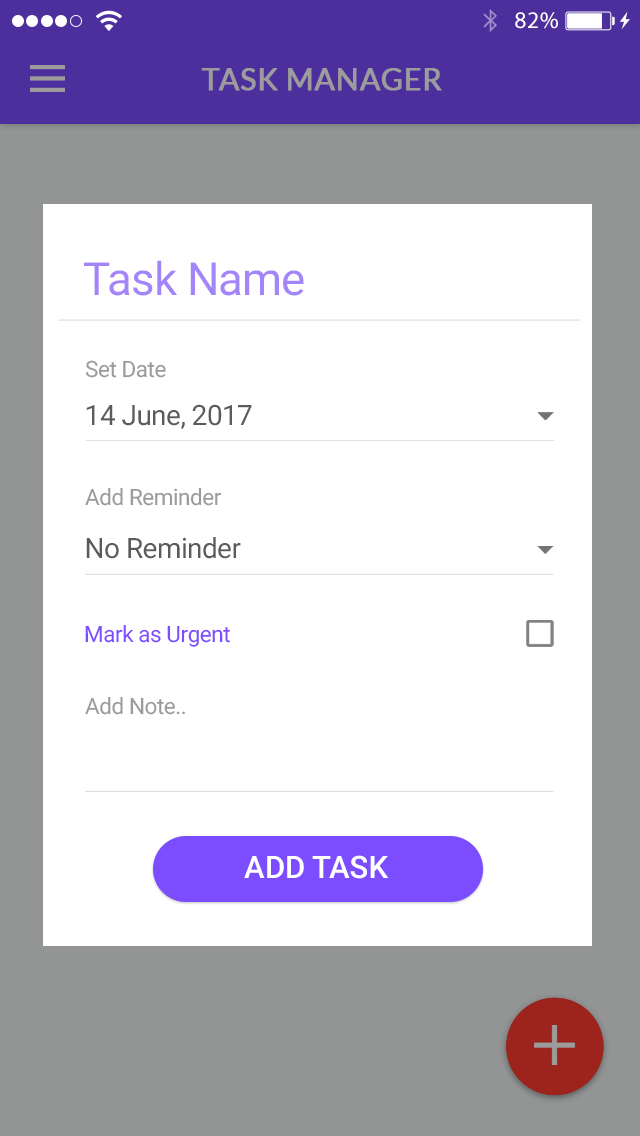 82%
TASK MANAGER
Task Name
Set Date
14 June, 2017
Add Reminder
No Reminder
Mark as Urgent
Add Note..
ADD TASK